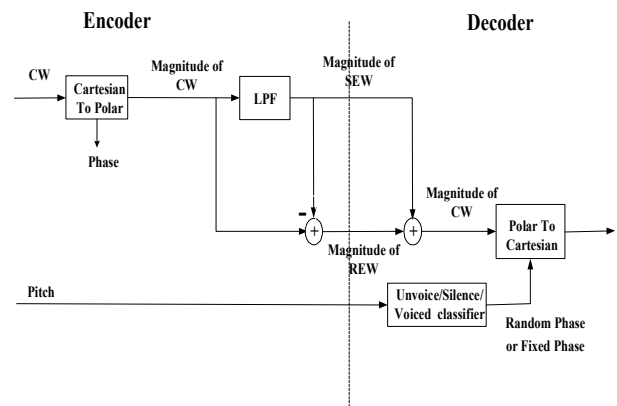 Encoder
Decoder
CW
Cartesian
To Polar
Magnitude of
CW
LPF
Magnitude of
SEW
Phase
-
+
Magnitude of
REW
+
Magnitude of
CW
Polar To
Cartesian
Pitch
Unvoice/Silence/
Voiced classifier
Random Phase
or Fixed Phase